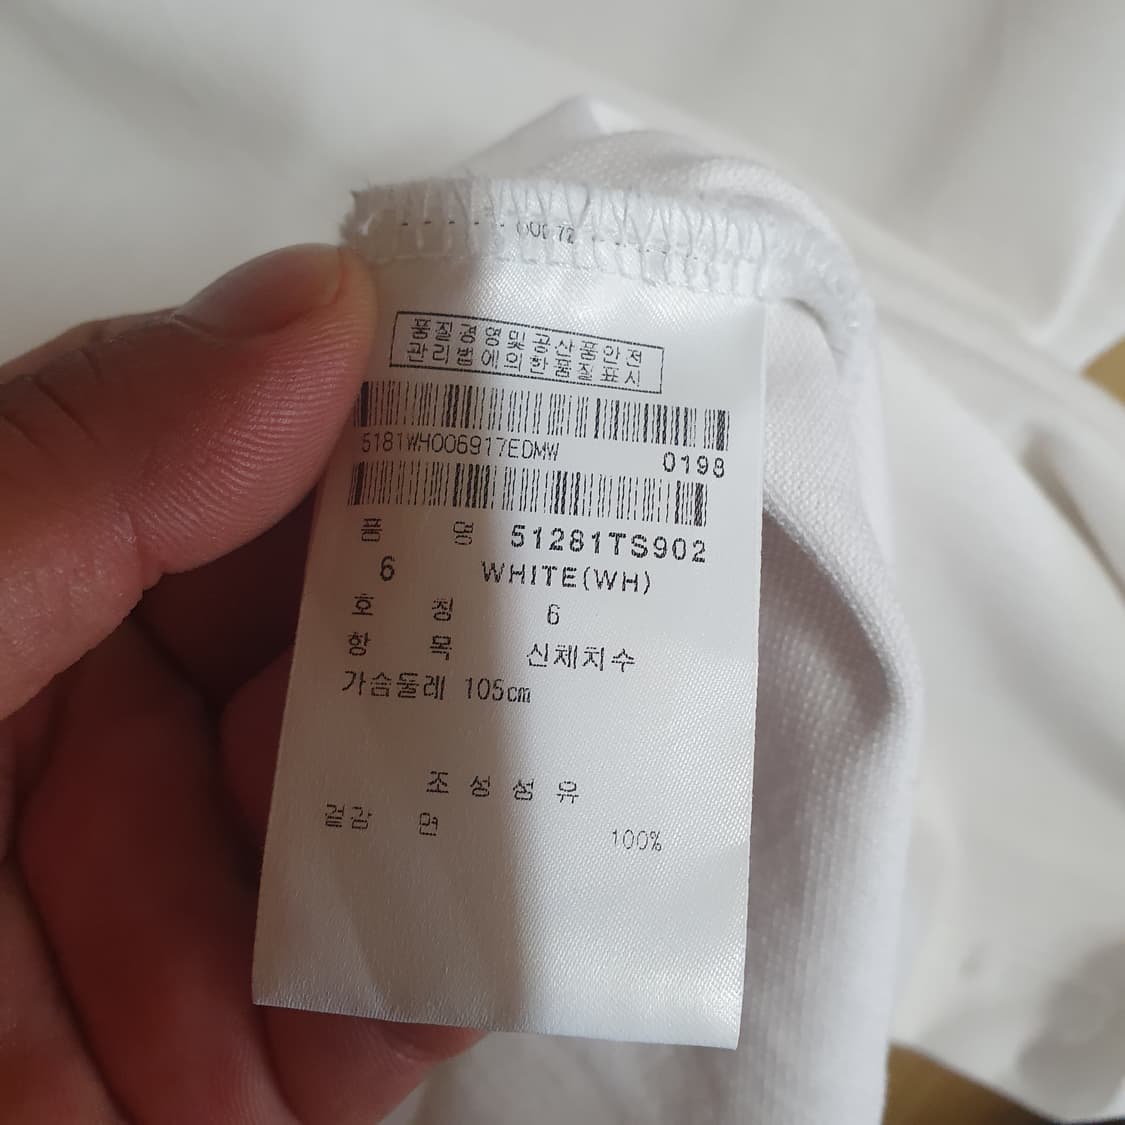 품질경영및공산품안전
관리법에의한품질표시
5181WH006917EDMW 0198
품 명 51281TS902
6 WHITE(WH)
호 칭 6
항 목 신체치수
가슴둘레 105cm
조 성 섬 유
겉감 면 100%